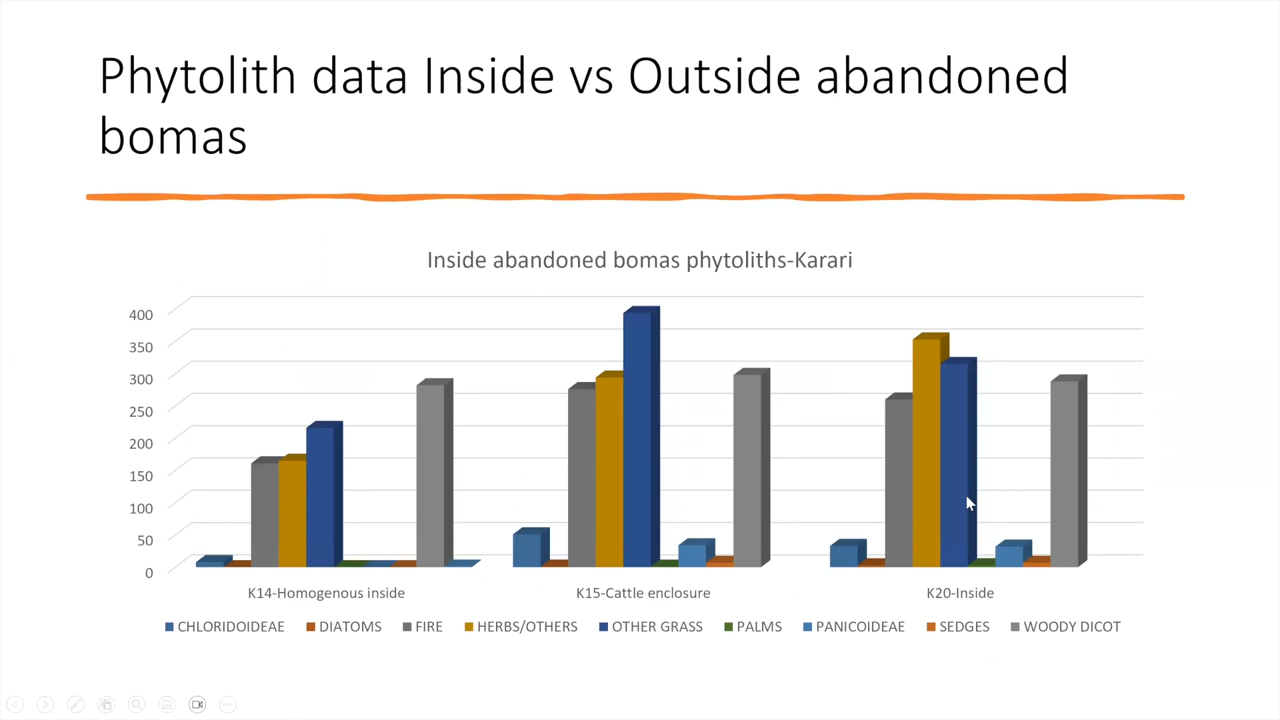 Phytolith data Inside vs Outside abandoned
bomas
Inside abandoned bomas phytoliths-Karari
400
350
300
250
200
150
100
50
0
K14-Homogenous inside K15-Cattle enclosure K20-Inside
CHLORIDOIDEAE DIATOMS FIRE HERBS/OTHERS OTHER GRASS PALMS PANICOIDEAE SEDGES WOODY DICOT